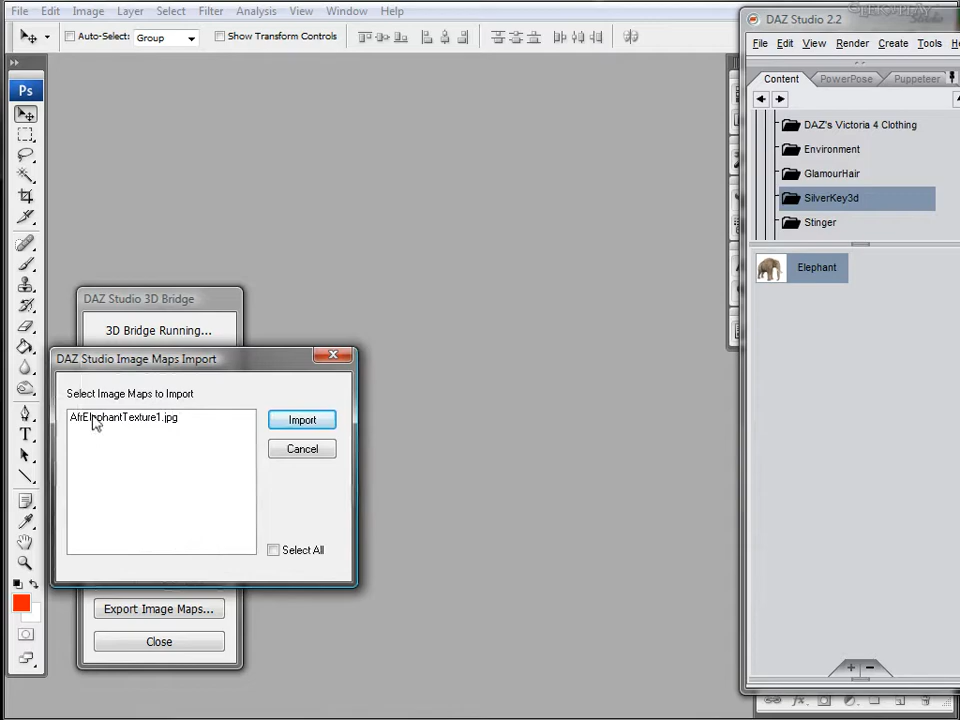 File Edit Image Layer Select Filter Analysis View Window Help
Auto-Select: Group Show Transform Controls
Ps
T
DAZ Studio 3D Bridge
3D Bridge Running...
DAZ Studio Image Maps Import
Select Image Maps to Import
AfrElephantTexture1.jpg
Import
Cancel
Select All
Export Image Maps...
Close
DAZ Studio 2.2
File Edit View Render Create Tools
Content PowerPose Puppeteer
DAZ's Victoria 4 Clothing
Environment
GlamourHair
SilverKey3d
Stinger
Elephant